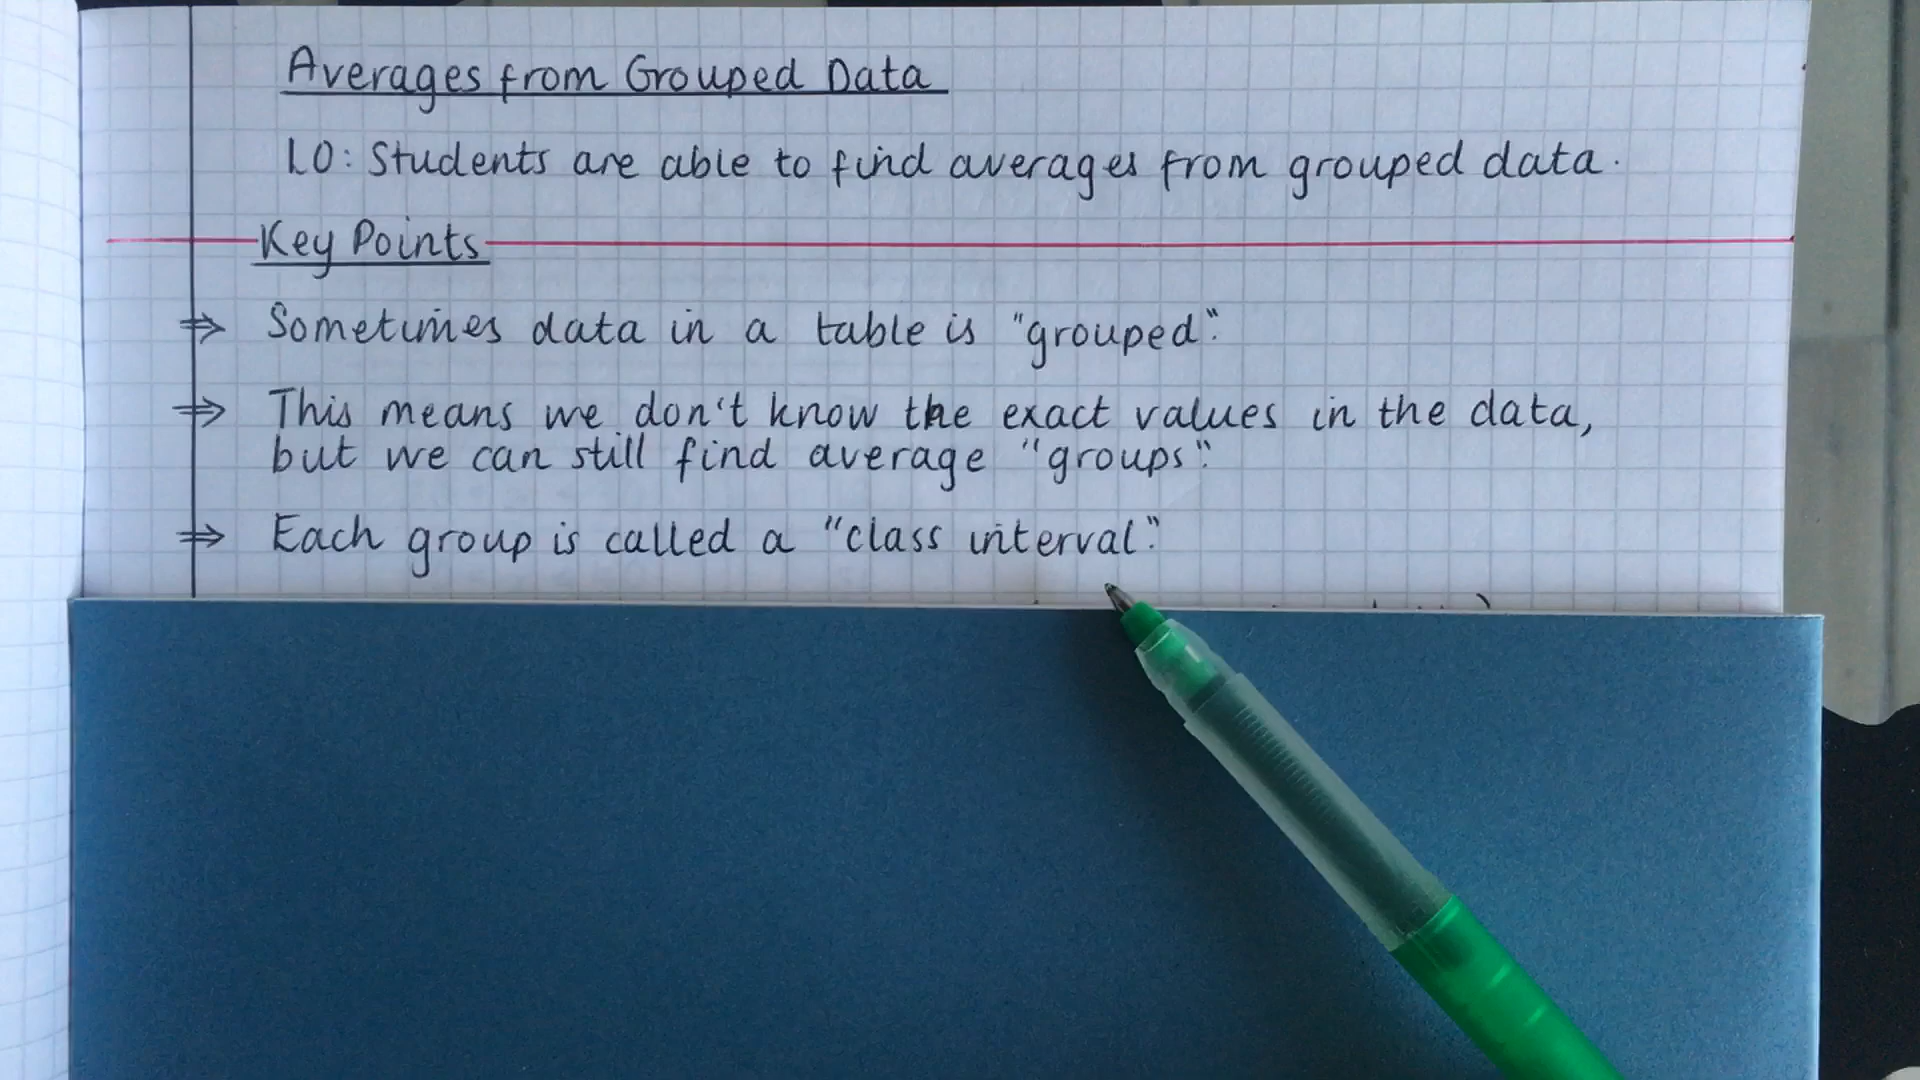 Averages from Grouped Data
LO: Students are able to find averages from grouped data.
Key Points
⇒ Sometimes data in a table is "grouped".
⇒ This means we don't know the exact values in the data,
but we can still find average "groups".
⇒ Each group is called a "class interval".